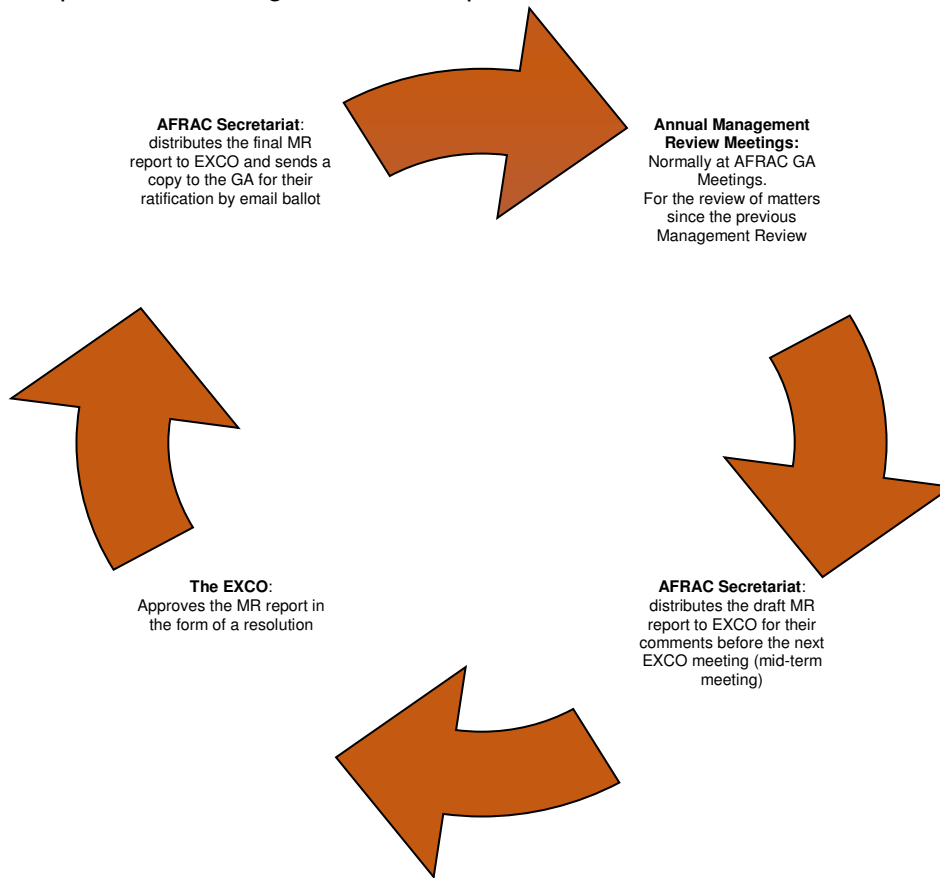 AFRAC Secretariat:
distributes the final MR
report to EXCO and sends a
copy to the GA for their
ratification by email ballot
Annual Management
Review Meetings:
Normally at AFRAC GA
Meetings.
For the review of matters
since the previous
Management Review
AFRAC Secretariat:
distributes the draft MR
report to EXCO for their
comments before the next
EXCO meeting (mid-term
meeting)
The EXCO:
Approves the MR report in
the form of a resolution